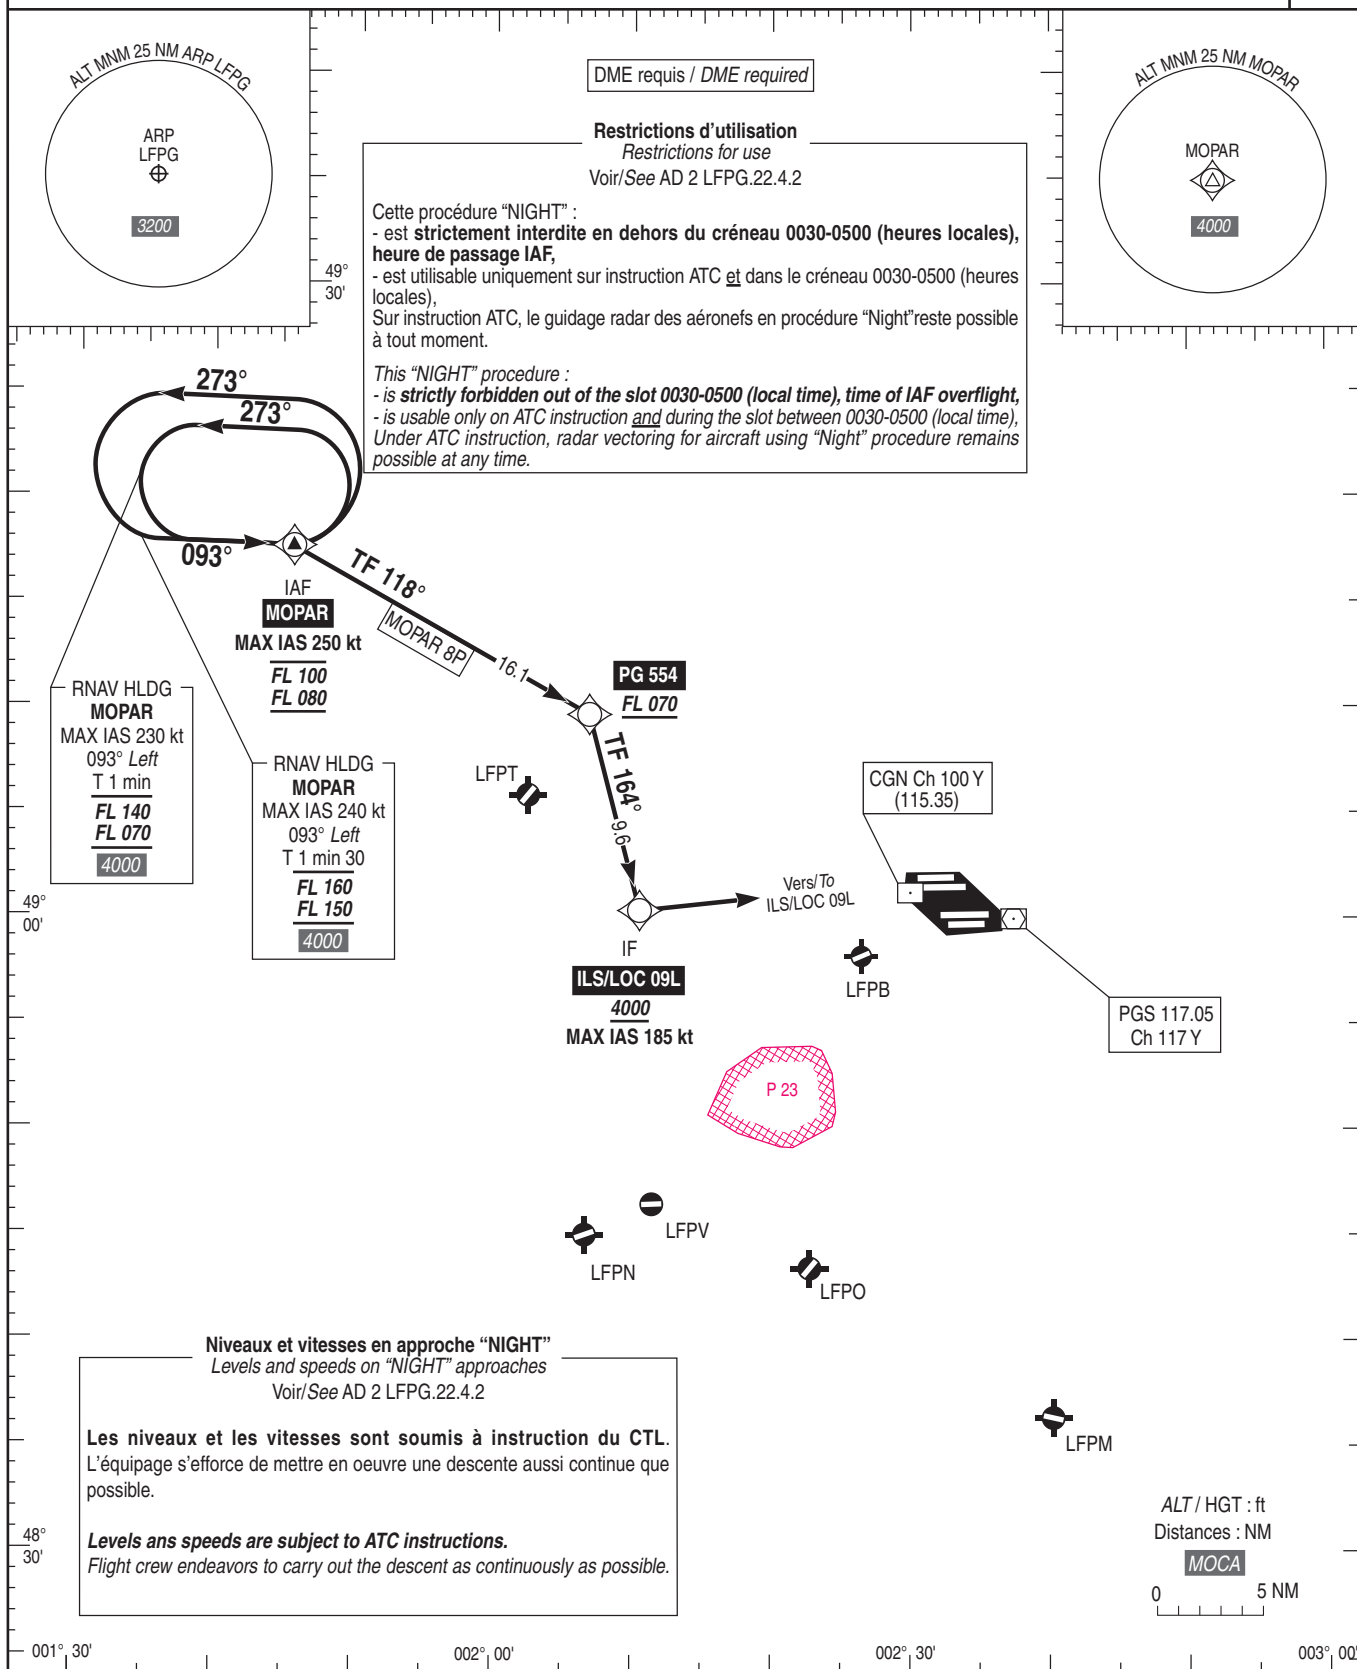 ALT MNM 25 NM ARP LFPG
ARP
LFPG
3200
DME requis / DME required
ALT MNM 25 NM MOPAR
MOPAR
4000
Restrictions d’utilisation
Restrictions for use
Voir/See AD 2 LFPG.22.4.2
Cette procédure “NIGHT” :
- est strictement interdite en dehors du créneau 0030-0500 (heures locales),
heure de passage IAF,
- est utilisable uniquement sur instruction ATC et dans le créneau 0030-0500 (heures
locales),
Sur instruction ATC, le guidage radar des aéronefs en procédure “Night”reste possible
à tout moment.
This “NIGHT” procedure :
- is strictly forbidden out of the slot 0030-0500 (local time), time of IAF overflight,
- is usable only on ATC instruction and during the slot between 0030-0500 (local time),
Under ATC instruction, radar vectoring for aircraft using “Night” procedure remains
possible at any time.
49°
30'
273°
273°
093°
IAF
MOPAR
MAX IAS 250 kt
FL 100
FL 080
TF 118°
MOPAR 8P
16.1
PG 554
FL 070
RNAV HLDG
MOPAR
MAX IAS 230 kt
093° Left
T 1 min
FL 140
FL 070
4000
RNAV HLDG
MOPAR
MAX IAS 240 kt
093° Left
T 1 min 30
FL 160
FL 150
4000
LFPT
TF 164°
9.6
CGN Ch 100 Y
(115.35)
Vers/To
ILS/LOC 09L
49°
00'
IF
ILS/LOC 09L
4000
MAX IAS 185 kt
LFPB
PGS 117.05
Ch 117 Y
P 23
LFPV
LFPN
LFPO
Niveaux et vitesses en approche “NIGHT”
Levels and speeds on “NIGHT” approaches
Voir/See AD 2 LFPG.22.4.2
Les niveaux et les vitesses sont soumis à instruction du CTL.
L’équipage s’efforce de mettre en oeuvre une descente aussi continue que
possible.
Levels ans speeds are subject to ATC instructions.
Flight crew endeavors to carry out the descent as continuously as possible.
LFPM
48°
30'
ALT / HGT : ft
Distances : NM
MOCA
0 5 NM
001° 30'
002° 00'
002° 30'
003° 00'